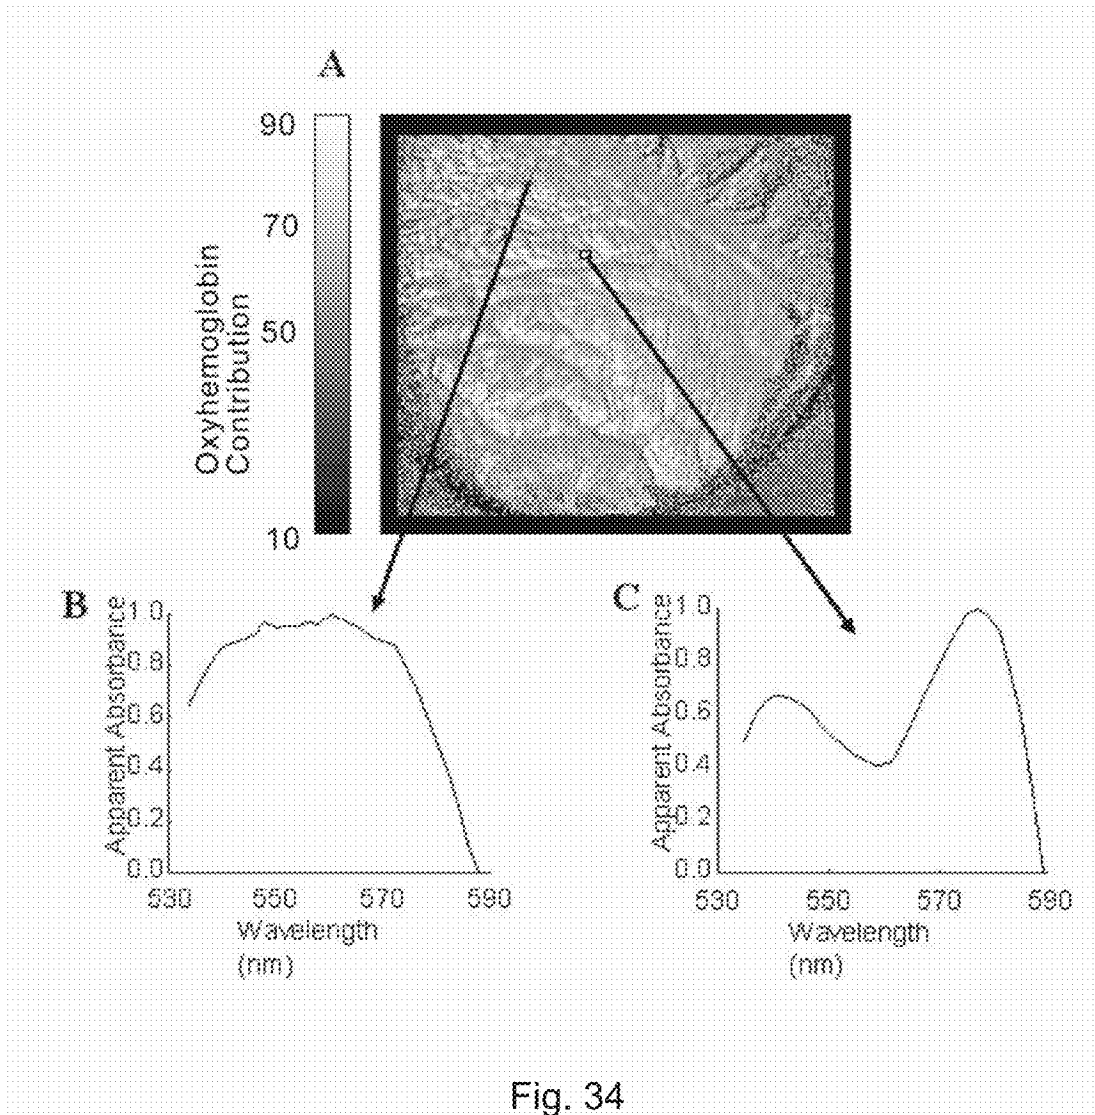 A
90
70
50
10
Oxyhemoglobin
Contribution
B
Apparent Absorbance
1.0
0.8
0.6
0.4
0.2
0.0
530
550
570
590
Wavelength
(nm)
C
Apparent Absorbance
1.0
0.8
0.6
0.4
0.2
0.0
530
550
570
590
Wavelength
(nm)
Fig. 34